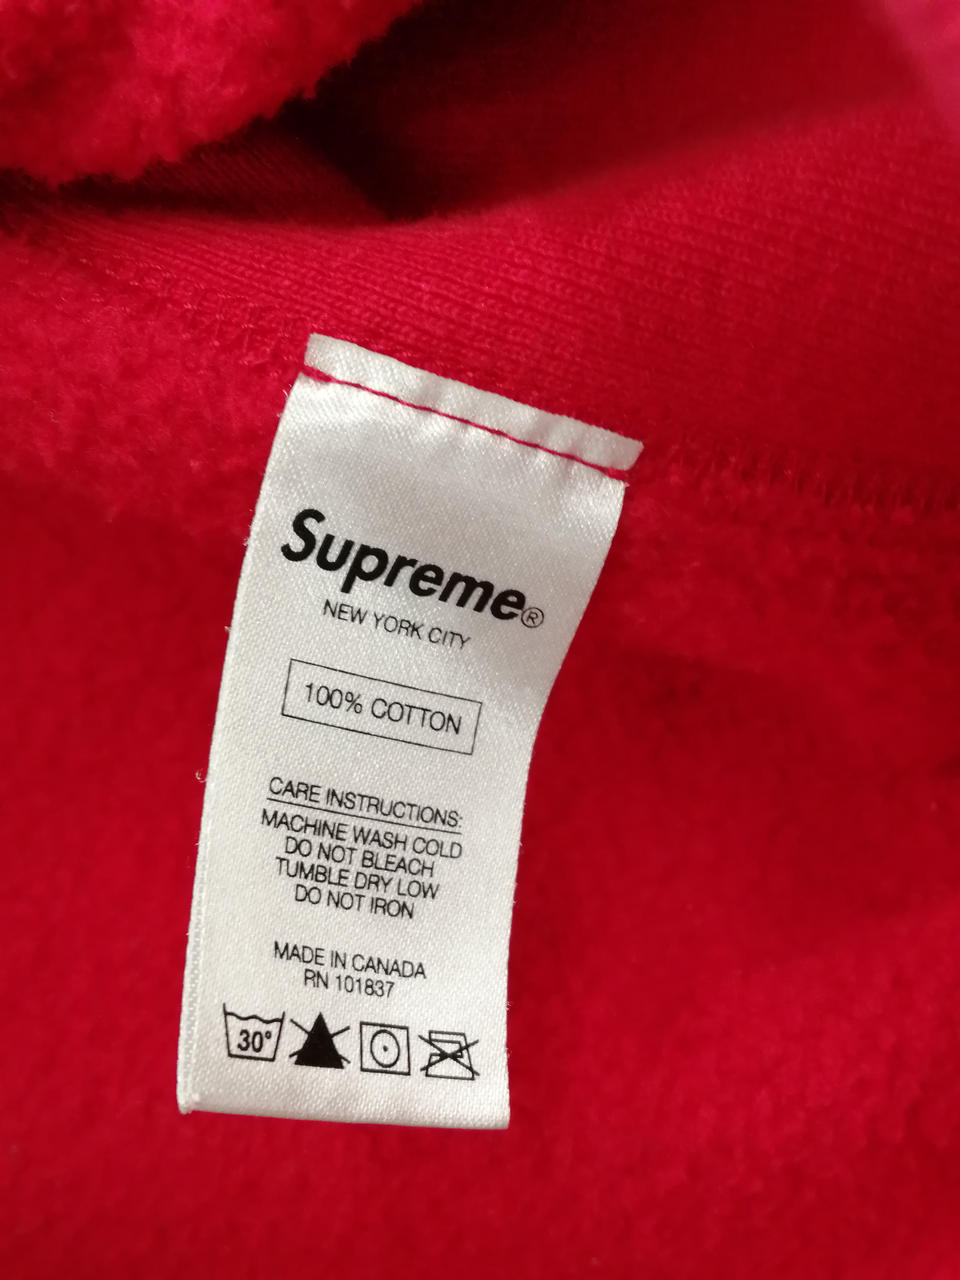 Supreme®
NEW YORK CITY
100% COTTON
CARE INSTRUCTIONS:
MACHINE WASH COLD
DO NOT BLEACH
TUMBLE DRY LOW
DO NOT IRON
MADE IN CANADA
RN 101837
30°